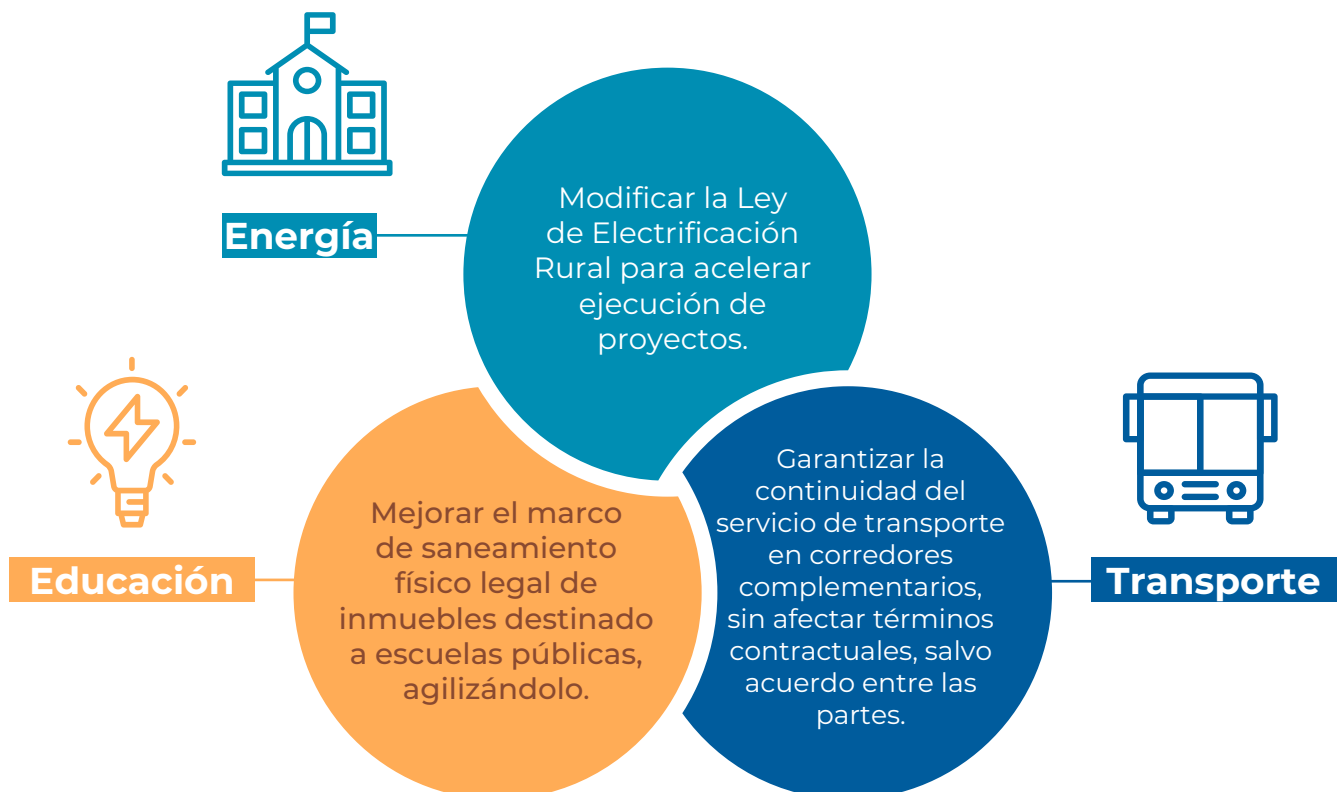 Energía
Modificar la Ley
de Electrificación
Rural para acelerar
ejecución de
proyectos.
Educación
Mejorar el marco
de saneamiento
físico legal de
inmuebles destinado
a escuelas públicas,
agilizándolo.
Garantizar la
continuidad del
servicio de transporte
en corredores
complementarios,
sin afectar términos
contractuales, salvo
acuerdo entre las
partes.
Transporte